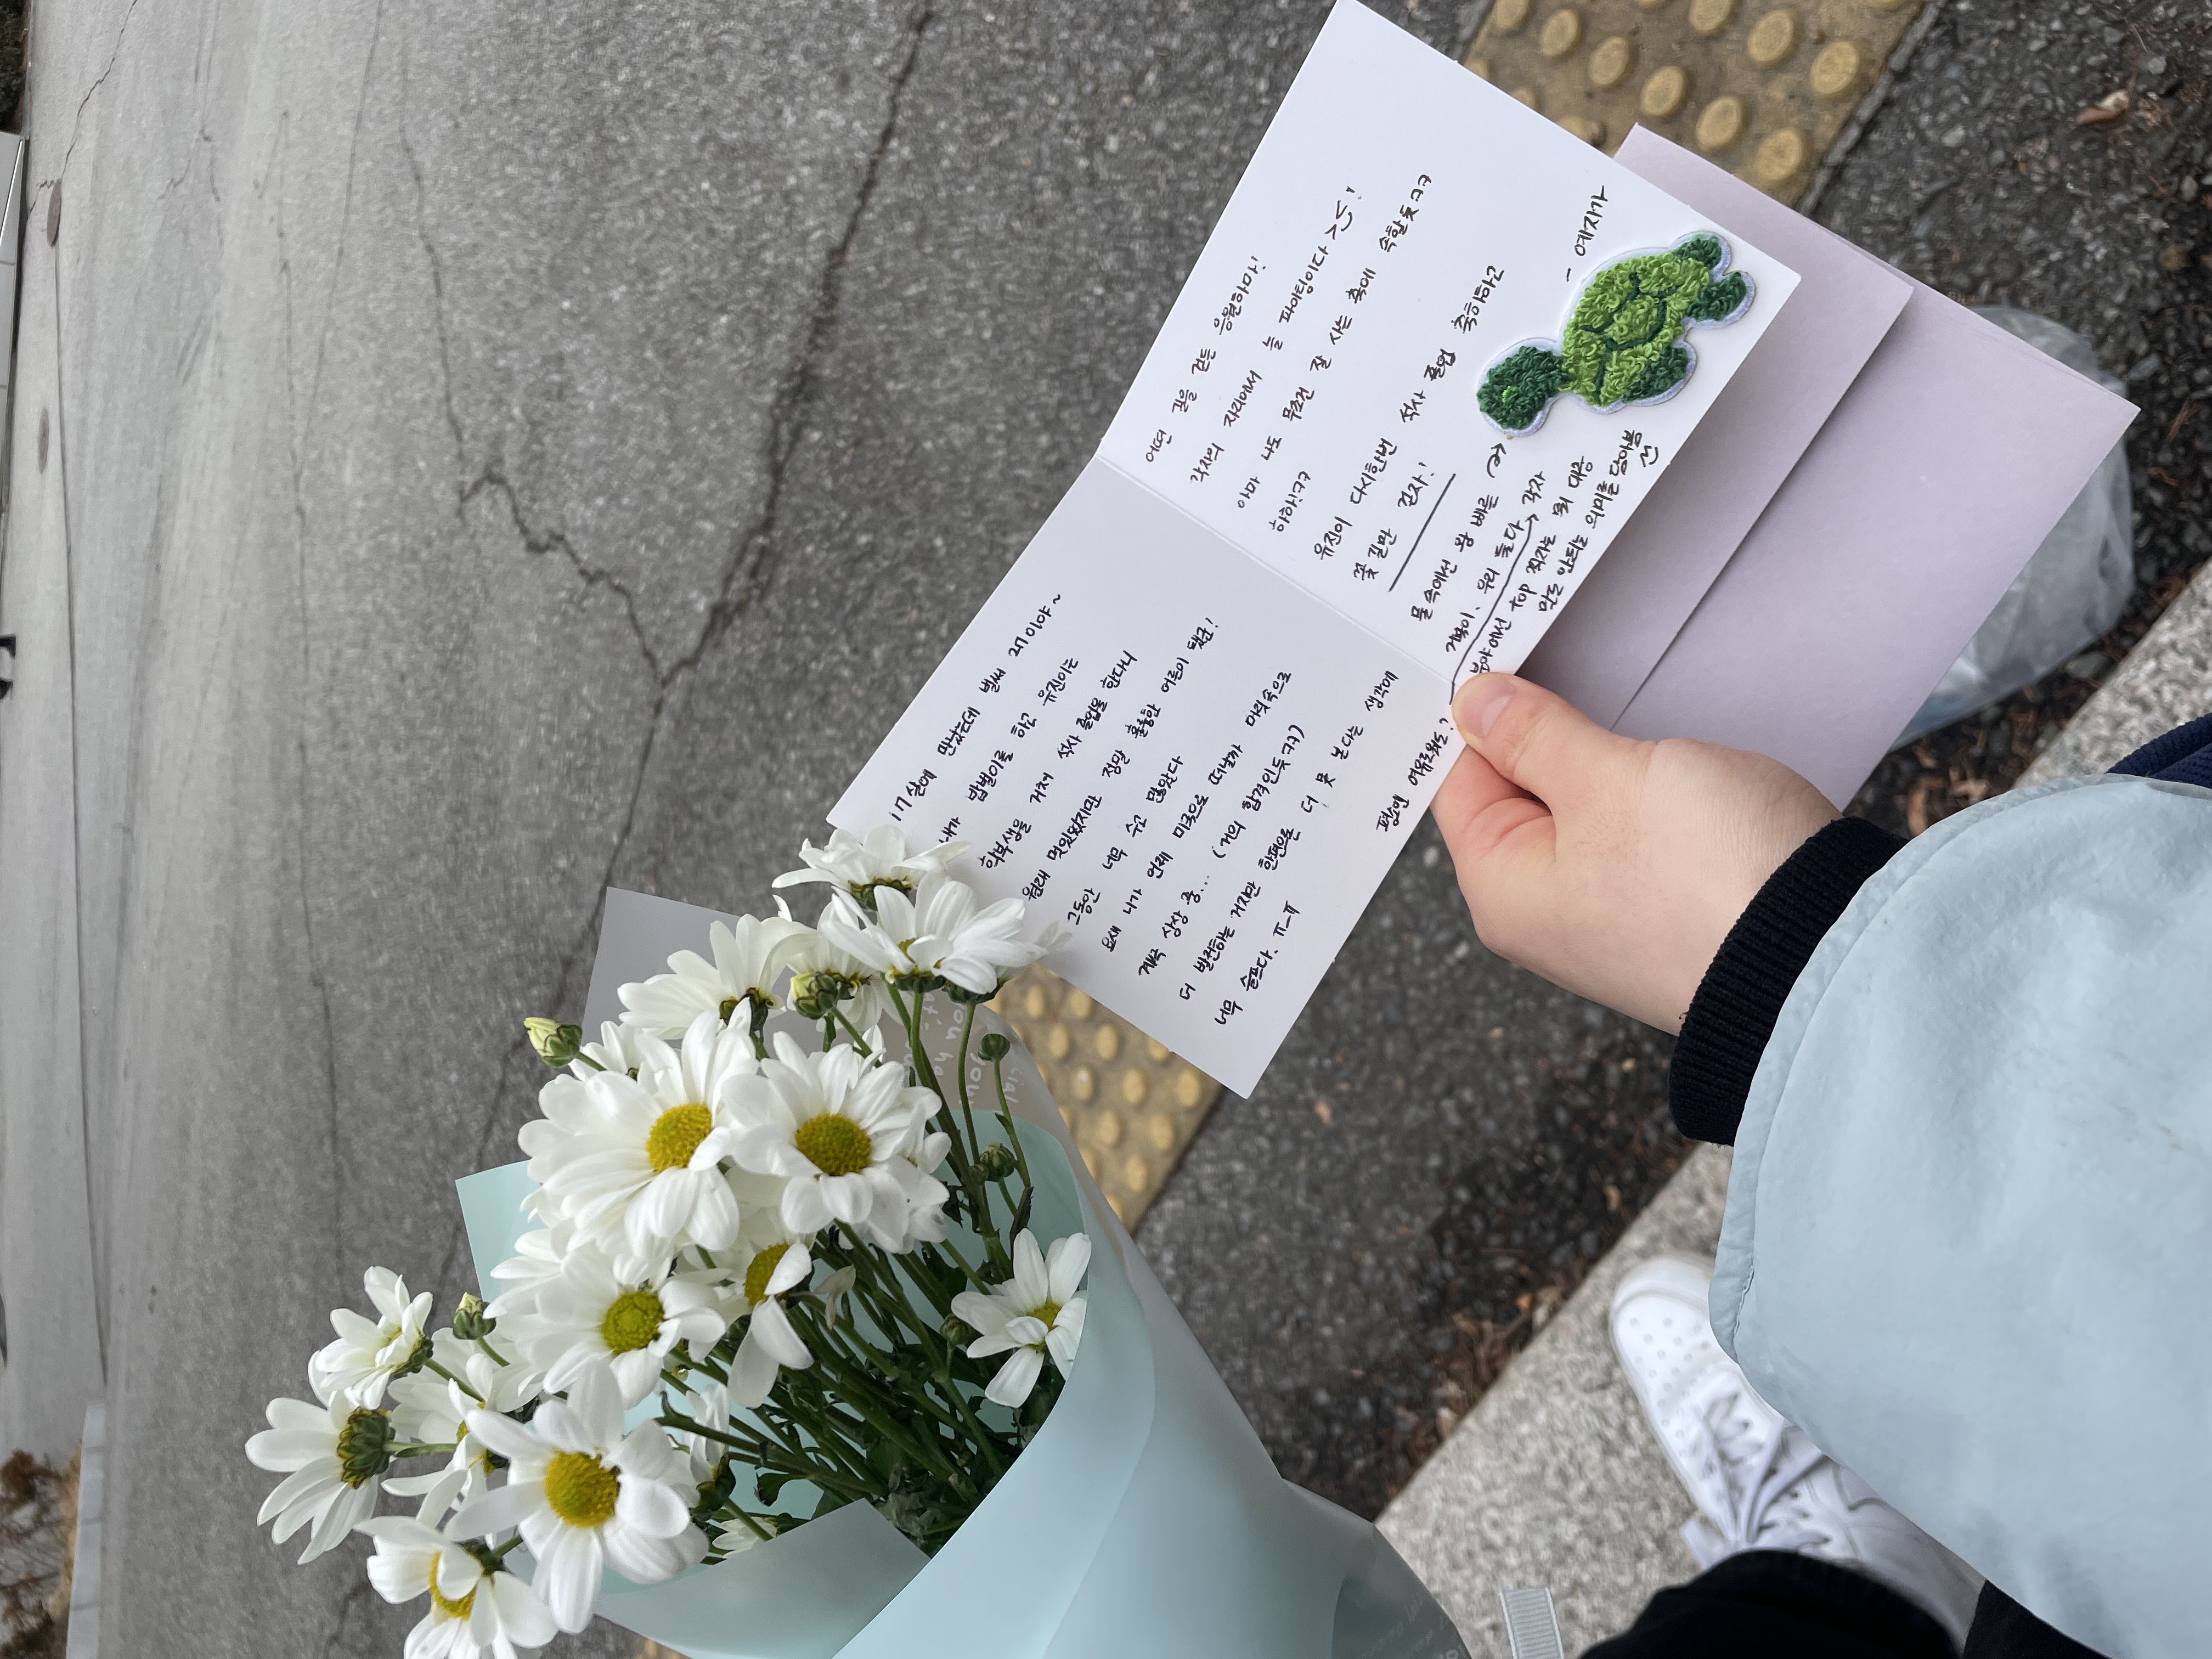 17살에 만났는데 벌써 27이야~
내가 밥벌이를 하고 유진이는
학부생을 거쳐 석사 졸업을 한다니
원래 멋있었지만 정말 훌륭한 어른이 됐군!
그동안 너무 수고 많았다
요새 니가 언제 미국으로 떠날까 마음속으로
계속 상상 중... (거의 합격인듯ㅋㅋ)
더 발전하는 거지만 한편으론 더 못 본다는 생각에
너무 슬프다. ㅠ_ㅠ
어떤 길을 걷든 응원하마!
각자의 자리에서 늘 파이팅이다 >_<!
아마 나도 무조건 잘 사는 축에 속할듯ㅋㅋ
하하!ㅋㅋ
유진이 다시한번 석사 졸업 축하하고
꽃길만 걷자!
평소엔 여유로워도?
물 속에선 왕 빠른
거북이. 우리 둘다 각자
분야에선 top 찍자는 뭐 대충
말도 안되는 의미를 담아봄
- 예지가